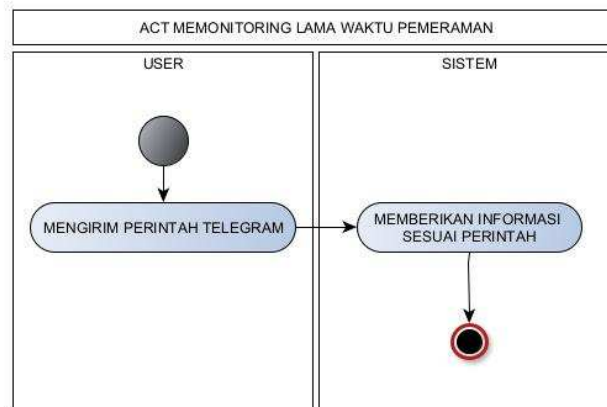 ACT MEMONITORING LAMA WAKTU PEMERAMAN
USER
SISTEM
MENGIRIM PERINTAH TELEGRAM
MEMBERIKAN INFORMASI
SESUAI PERINTAH